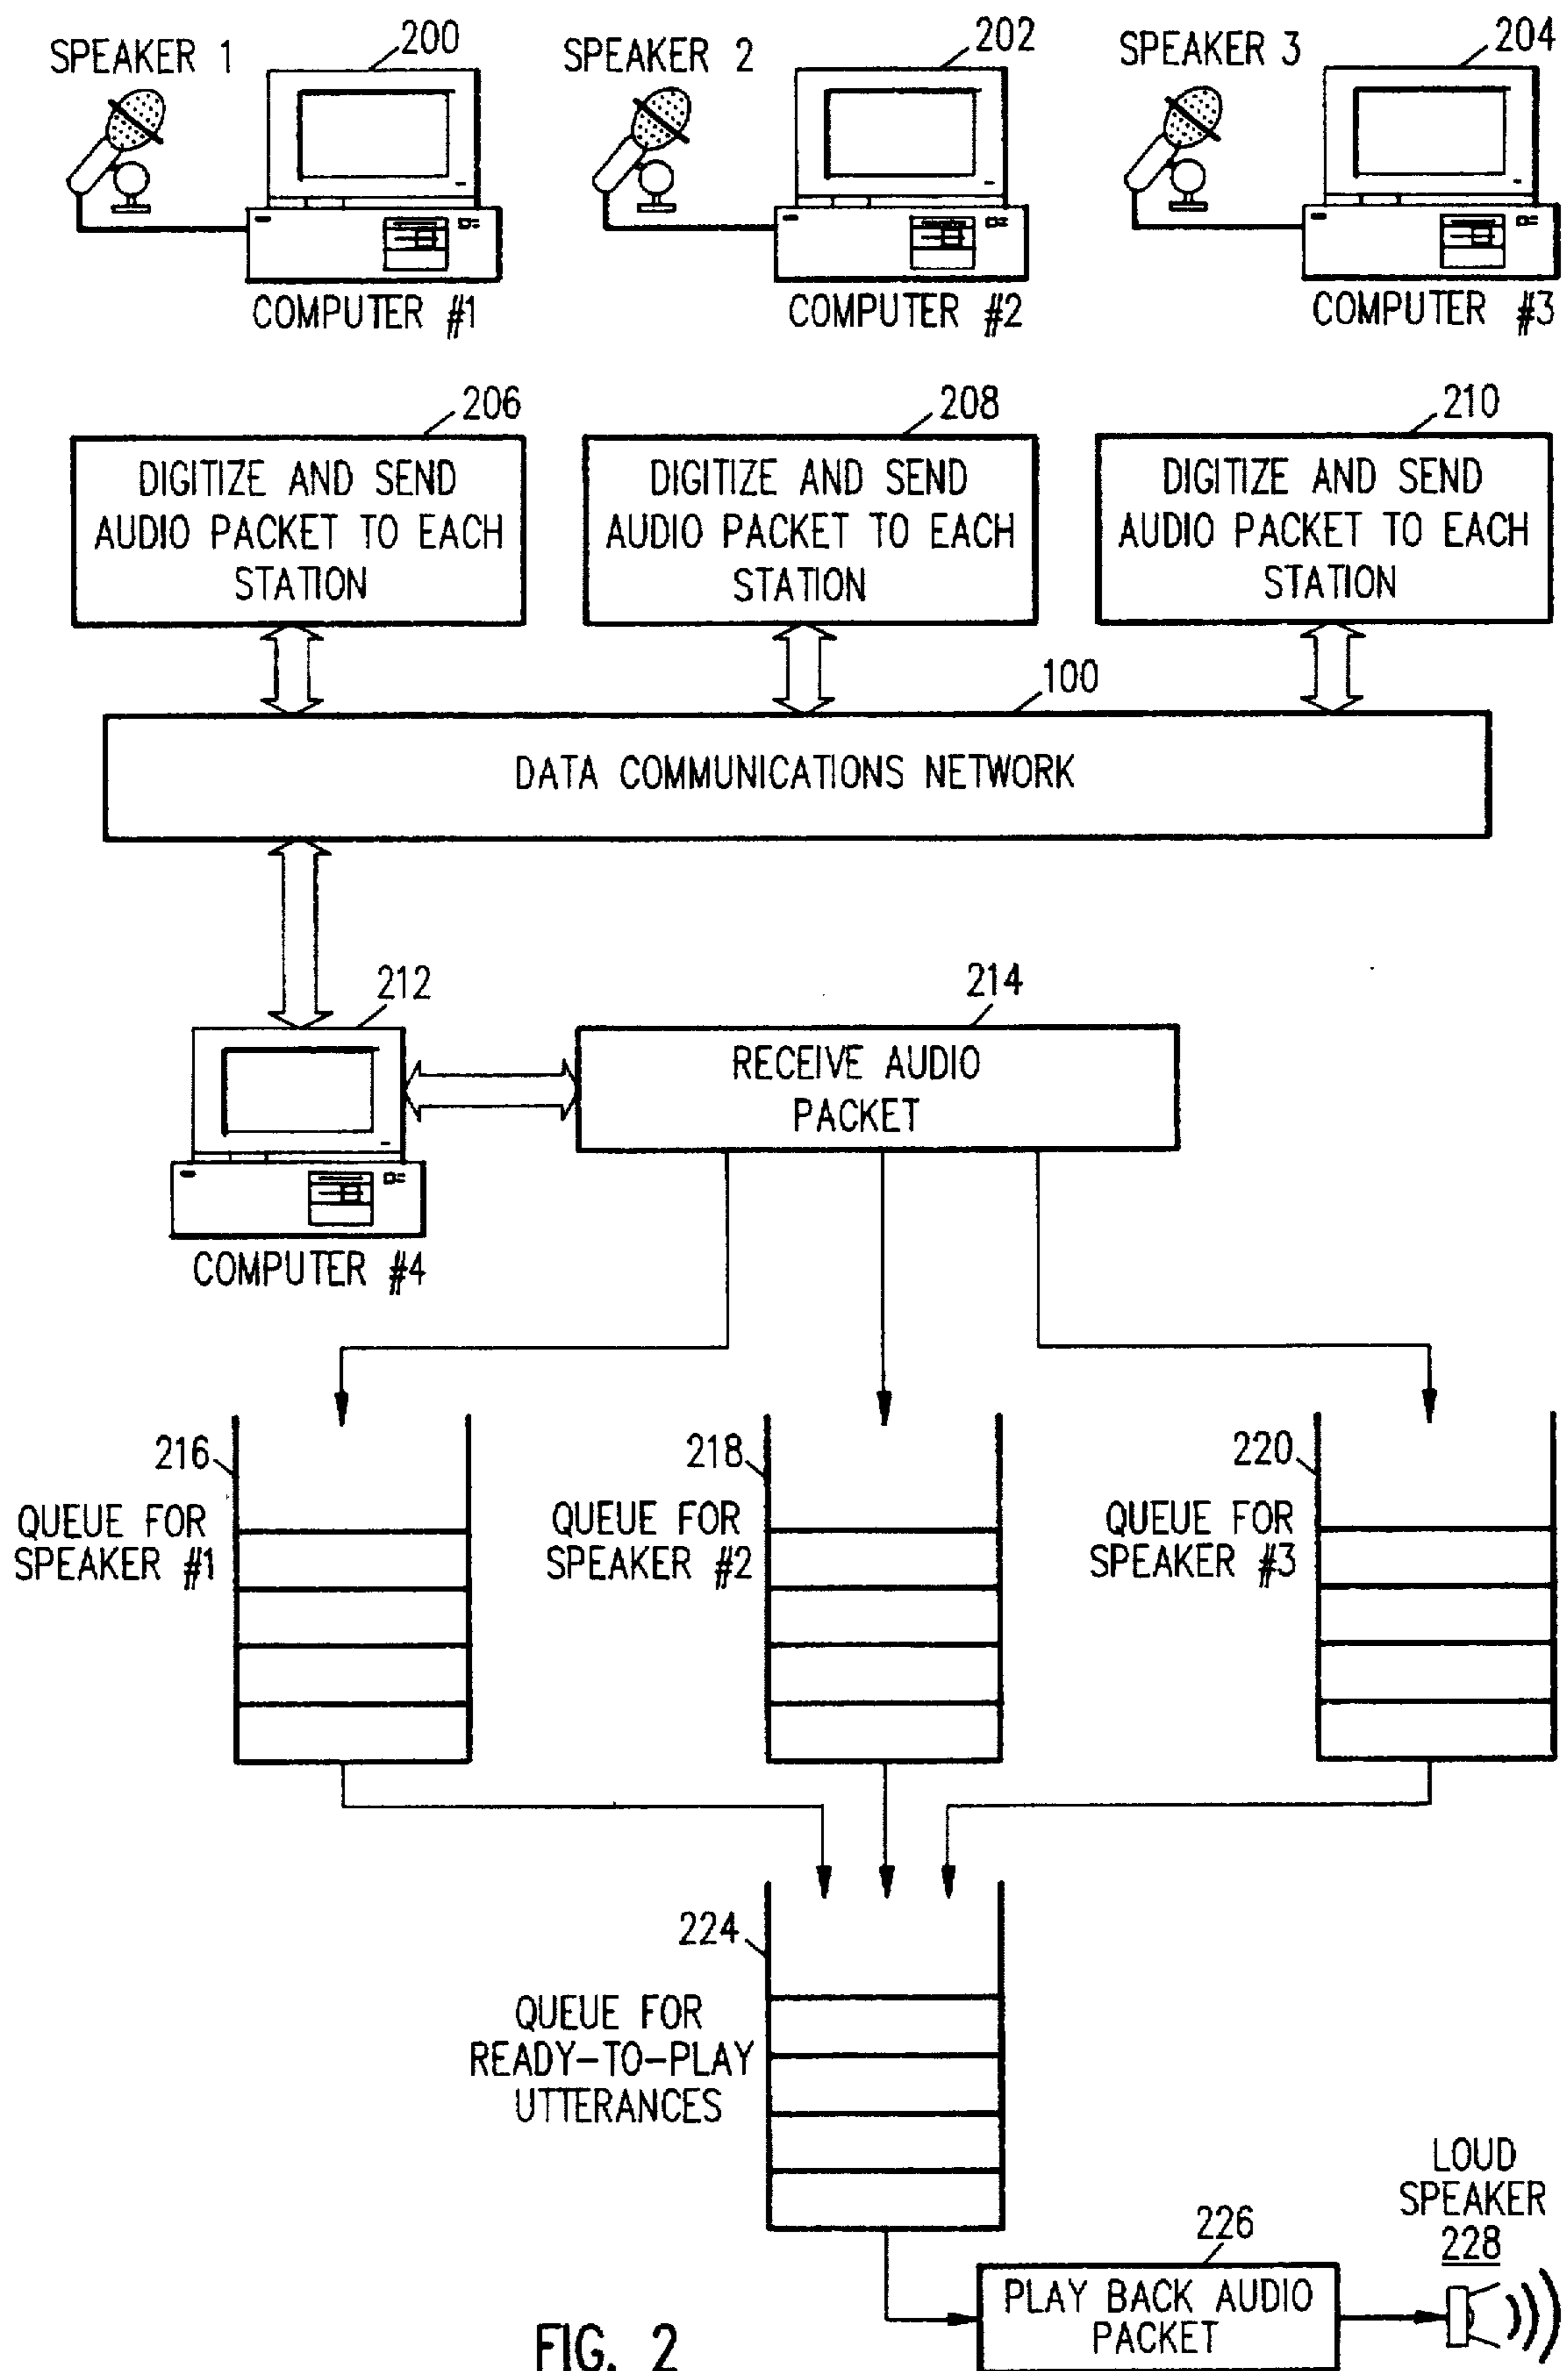 SPEAKER 1
200
SPEAKER 2
202
SPEAKER 3
204
COMPUTER #1
COMPUTER #2
COMPUTER #3
206
208
210
DIGITIZE AND SEND
AUDIO PACKET TO EACH
STATION
DIGITIZE AND SEND
AUDIO PACKET TO EACH
STATION
DIGITIZE AND SEND
AUDIO PACKET TO EACH
STATION
100
DATA COMMUNICATIONS NETWORK
212
214
RECEIVE AUDIO
PACKET
COMPUTER #4
216
QUEUE FOR
SPEAKER #1
218
QUEUE FOR
SPEAKER #2
220
QUEUE FOR
SPEAKER #3
224
QUEUE FOR
READY-TO-PLAY
UTTERANCES
LOUD
SPEAKER
228
226
PLAY BACK AUDIO
PACKET
FIG. 2